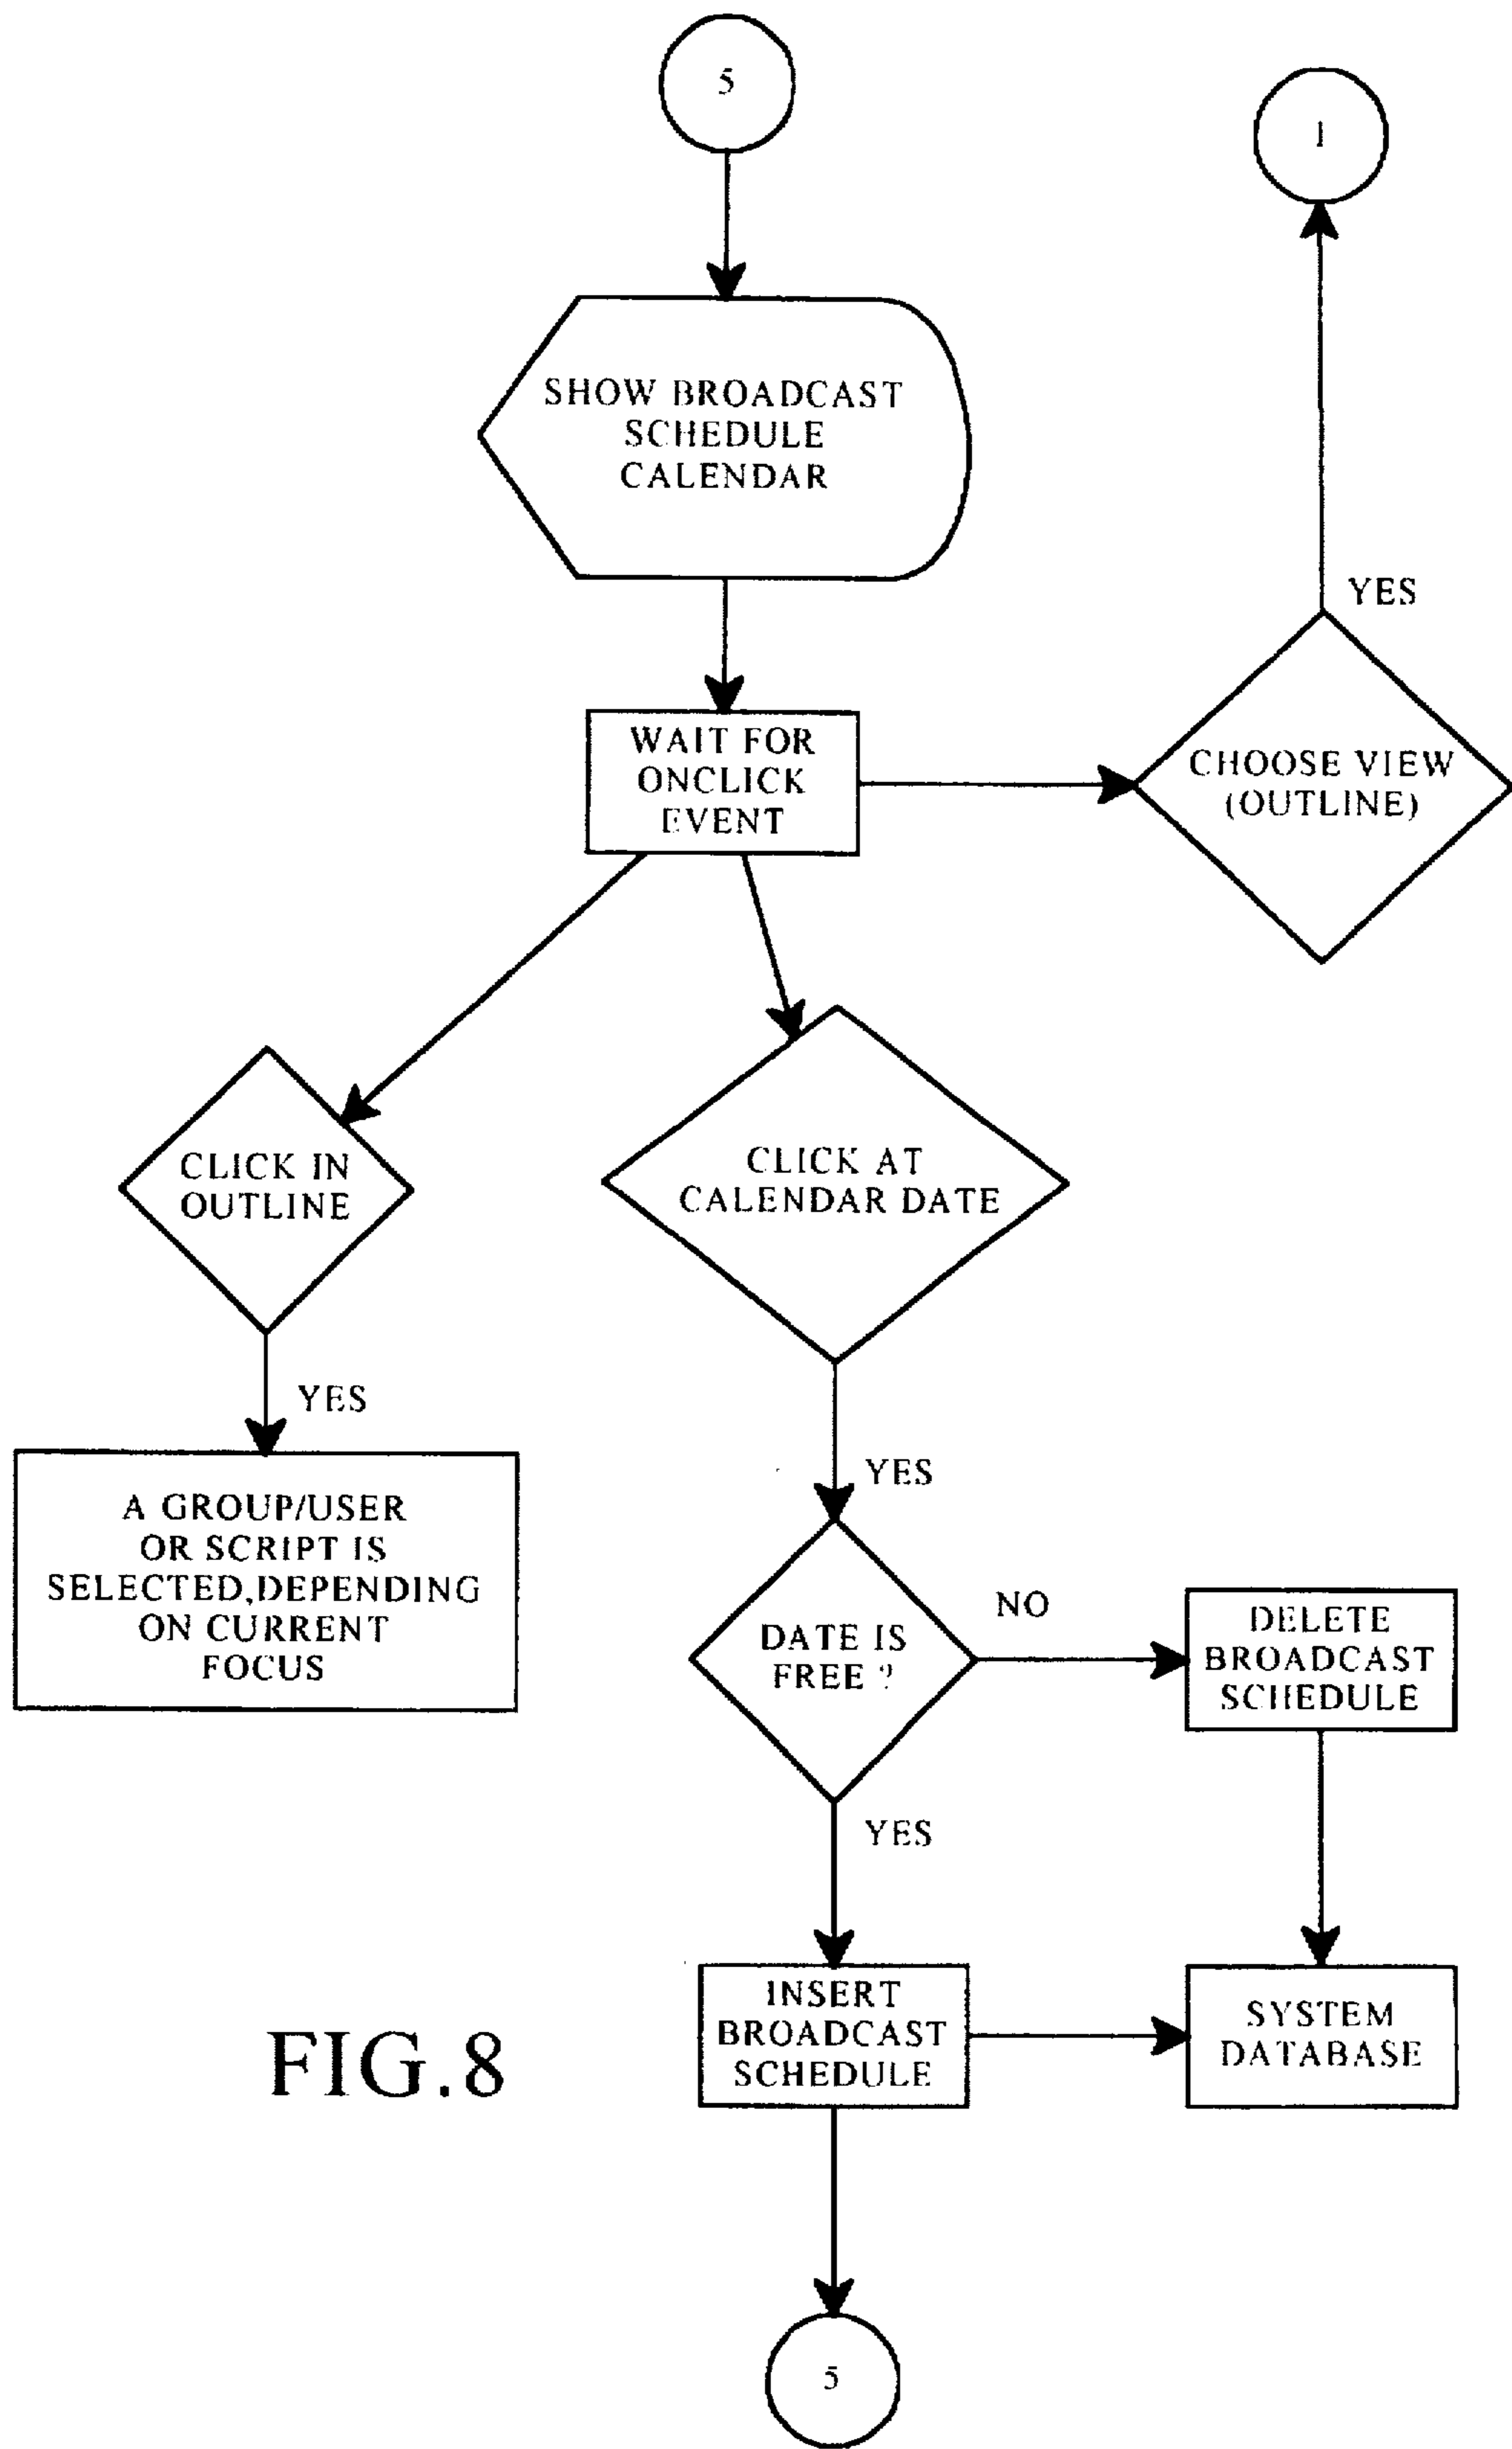 5
1
SHOW BROADCAST
SCHEDULE
CALENDAR
YES
WAIT FOR
ONCLICK
EVENT
CHOOSE VIEW
(OUTLINE)
CLICK IN
OUTLINE
CLICK AT
CALENDAR DATE
YES
A GROUP/USER
OR SCRIPT IS
SELECTED,DEPENDING
ON CURRENT
FOCUS
YES
DATE IS
FREE ?
NO
DELETE
BROADCAST
SCHEDULE
YES
INSERT
BROADCAST
SCHEDULE
SYSTEM
DATABASE
FIG.8
5